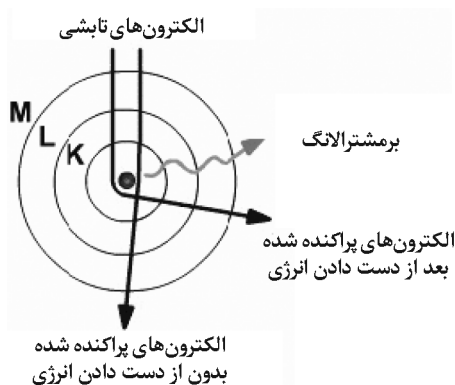 الکترون‌های تابشی
M
L
K
برمشترالانگ
الکترون‌های پراکنده شده
بعد از دست دادن انرژی
الکترون‌های پراکنده شده
بدون از دست دادن انرژی